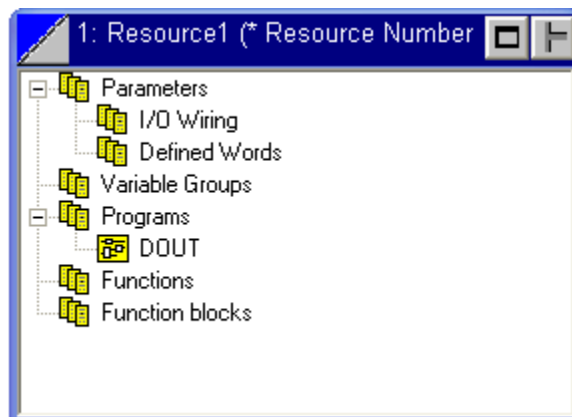 1: Resource1 (* Resource Number
Parameters
I/O Wiring
Defined Words
Variable Groups
Programs
DOUT
Functions
Function blocks